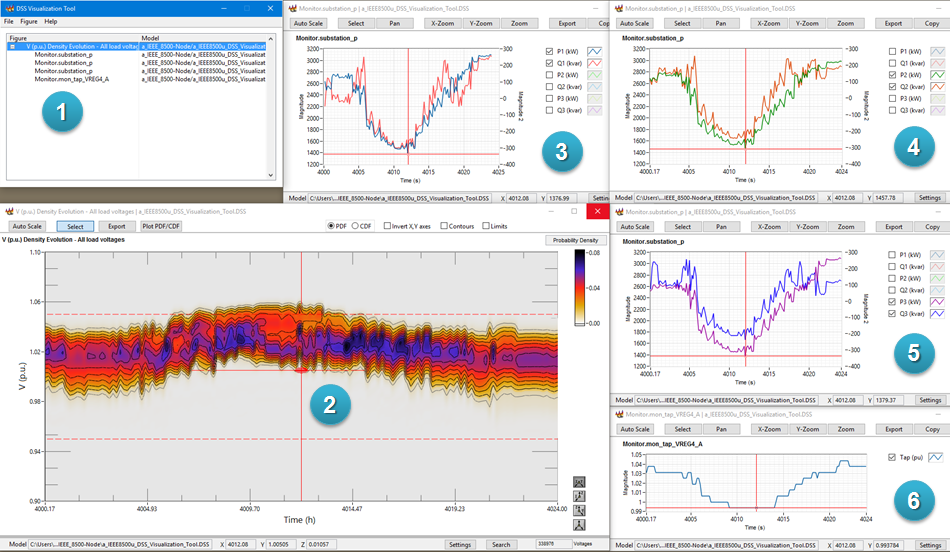 DSS Visualization Tool
File Figure Help
Figure Model
V (p.u.) Density Evolution - All load voltages a_IEEE_8500-Node/a_IEEE8500u_DSS_Visualizat
Monitor.substation_p a_IEEE_8500-Node/a_IEEE8500u_DSS_Visualizat
Monitor.substation_p a_IEEE_8500-Node/a_IEEE8500u_DSS_Visualizat
Monitor.substation_p a_IEEE_8500-Node/a_IEEE8500u_DSS_Visualizat
Monitor.mon_tap_VREG4_A a_IEEE_8500-Node/a_IEEE8500u_DSS_Visualizat
1
Monitor.substation_p | a_IEEE8500u_DSS_Visualization_Tool.DSS
Auto Scale Select Pan X-Zoom Y-Zoom Zoom Export Cop
Monitor.substation_p
3200
3000
2800
2600
2400
2200
2000
1800
1600
1400
1200
Magnitude
300
200
100
0
-100
-200
-300
-400
Magnitude 2
4000 4005 4010 4015 4020 4025
Time (s)
P1 (kW)
Q1 (kvar)
P2 (kW)
Q2 (kvar)
P3 (kW)
Q3 (kvar)
3
Model C:\Users\...IEEE_8500-Node\a_IEEE8500u_DSS_Visualization_Tool.DSS X 4012.08 Y 1376.99 Settin
Monitor.substation_p | a_IEEE8500u_DSS_Visualization_Tool.DSS
Auto Scale Select Pan X-Zoom Y-Zoom Zoom Export Copy
Monitor.substation_p
3200
3000
2800
2600
2400
2200
2000
1800
1600
1400
1200
Magnitude
300
200
100
0
-100
-200
-300
-400
Magnitude 2
4000.17 4005 4010 4015 4020 4024
Time (s)
P1 (kW)
Q1 (kvar)
P2 (kW)
Q2 (kvar)
P3 (kW)
Q3 (kvar)
4
Model C:\Users\...IEEE_8500-Node\a_IEEE8500u_DSS_Visualization_Tool.DSS X 4012.08 Y 1457.78 Settings
V (p.u.) Density Evolution - All load voltages | a_IEEE8500u_DSS_Visualization_Tool.DSS
Auto Scale Select Export Plot PDF/CDF PDF CDF Invert X,Y axes Contours Limits
V (p.u.) Density Evolution - All load voltages
Probability Density
1.10
1.06
1.02
0.98
0.94
0.90
V (p.u.)
0.08
0.04
0.00
4000.17 4004.93 4009.70 4014.47 4019.23 4024.00
Time (h)
2
Model C:\Users\...IEEE_8500-Node\a_IEEE8500u_DSS_Visualization_Tool.DSS X 4012.08 Y 1.00505 Z 0.01057 Settings Search 338976 Voltages
Monitor.substation_p | a_IEEE8500u_DSS_Visualization_Tool.DSS
Auto Scale Select Pan X-Zoom Y-Zoom Zoom Export Copy
Monitor.substation_p
3200
3000
2800
2600
2400
2200
2000
1800
1600
1400
1200
Magnitude
300
200
100
0
-100
-200
-300
-400
Magnitude 2
4000.17 4005 4010 4015 4020 4024
Time (s)
P1 (kW)
Q1 (kvar)
P2 (kW)
Q2 (kvar)
P3 (kW)
Q3 (kvar)
5
Model C:\Users\...IEEE_8500-Node\a_IEEE8500u_DSS_Visualization_Tool.DSS X 4012.08 Y 1379.37 Settings
Monitor.mon_tap_VREG4_A | a_IEEE8500u_DSS_Visualization_Tool.DSS
Auto Scale Select Pan X-Zoom Y-Zoom Zoom Export Copy
Monitor.mon_tap_VREG4_A
1.05
1.04
1.03
1.02
1.01
1
0.99
Magnitude
4000.17 4005 4010 4015 4020 4024
Time (s)
Tap (pu)
6
Model C:\Users\...IEEE_8500-Node\a_IEEE8500u_DSS_Visualization_Tool.DSS X 4012.08 Y 0.993784 Settings